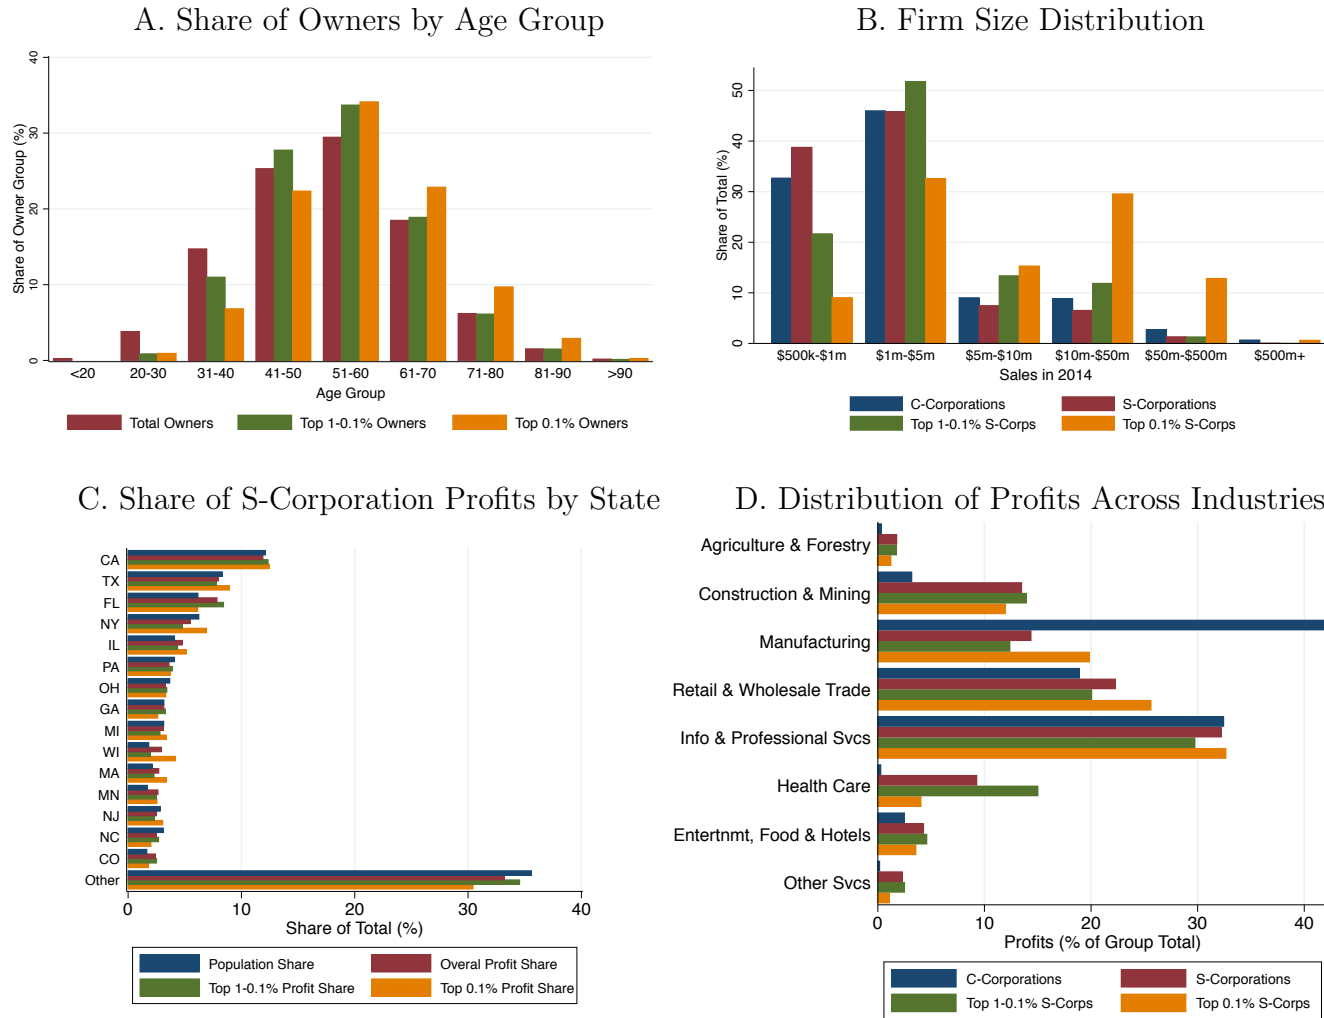 A. Share of Owners by Age Group
Share of Owner Group (%)
40
30
20
10
0
<20 20-30 31-40 41-50 51-60 61-70 71-80 81-90 >90
Age Group
Total Owners Top 1-0.1% Owners Top 0.1% Owners
B. Firm Size Distribution
Share of Total (%)
50
40
30
20
10
0
$500k-$1m $1m-$5m $5m-$10m $10m-$50m $50m-$500m $500m+
Sales in 2014
C-Corporations S-Corporations
Top 1-0.1% S-Corps Top 0.1% S-Corps
C. Share of S-Corporation Profits by State
CA
TX
FL
NY
IL
PA
OH
GA
MI
WI
MA
MN
NJ
NC
CO
Other
0 10 20 30 40
Share of Total (%)
Population Share Overal Profit Share
Top 1-0.1% Profit Share Top 0.1% Profit Share
D. Distribution of Profits Across Industries
Agriculture & Forestry
Construction & Mining
Manufacturing
Retail & Wholesale Trade
Info & Professional Svcs
Health Care
Entertnmt, Food & Hotels
Other Svcs
0 10 20 30 40
Profits (% of Group Total)
C-Corporations S-Corporations
Top 1-0.1% S-Corps Top 0.1% S-Corps